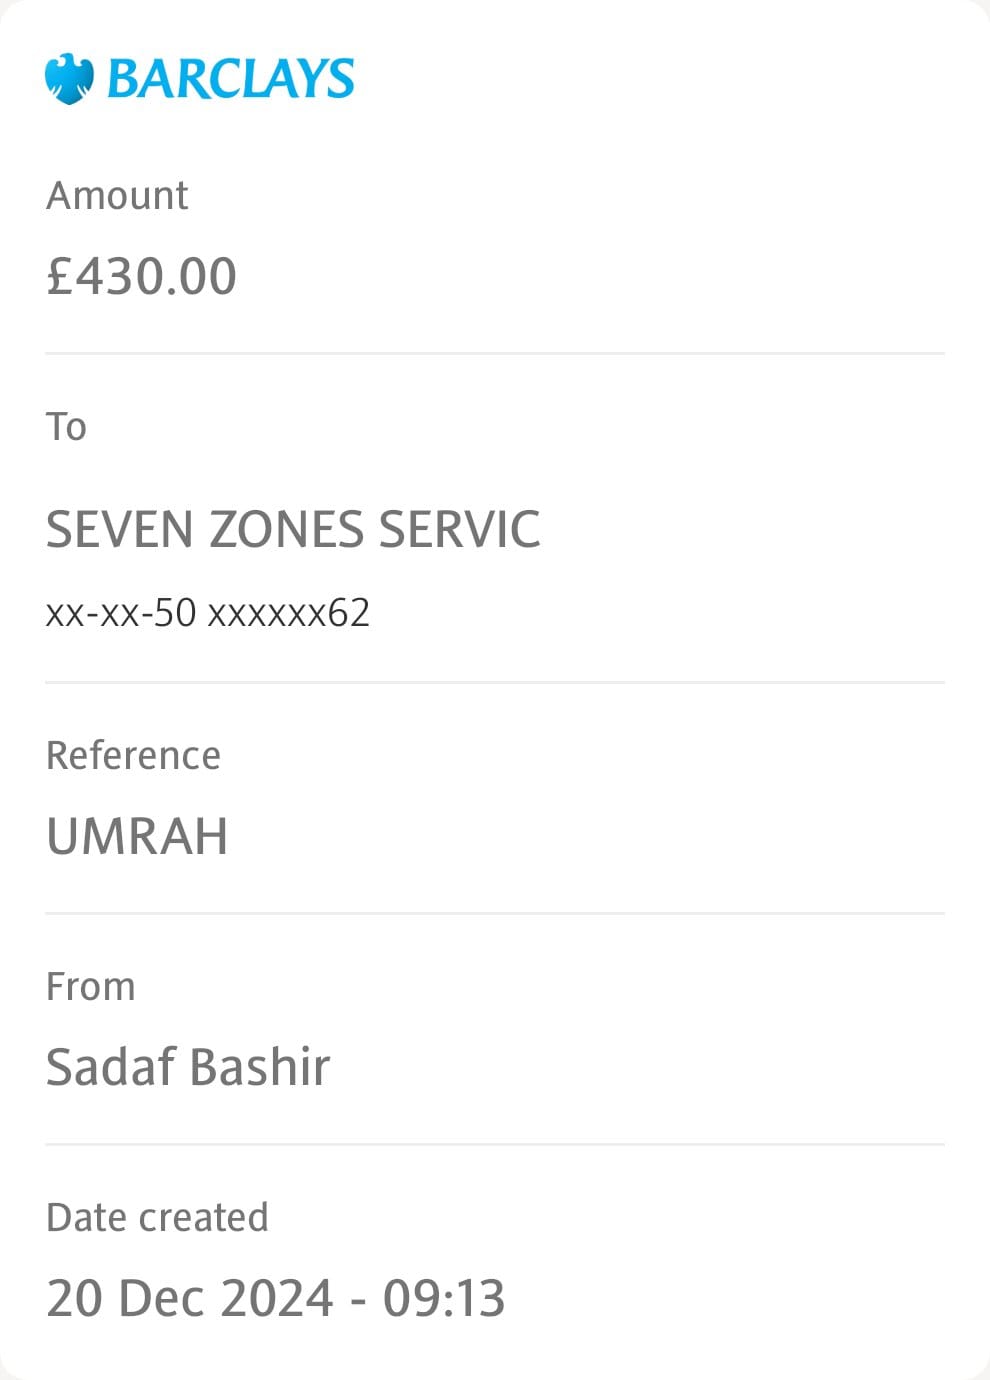 BARCLAYS
Amount
£430.00
To
SEVEN ZONES SERVIC
xx-xx-50 xxxxxx62
Reference
UMRAH
From
Sadaf Bashir
Date created
20 Dec 2024 - 09:13